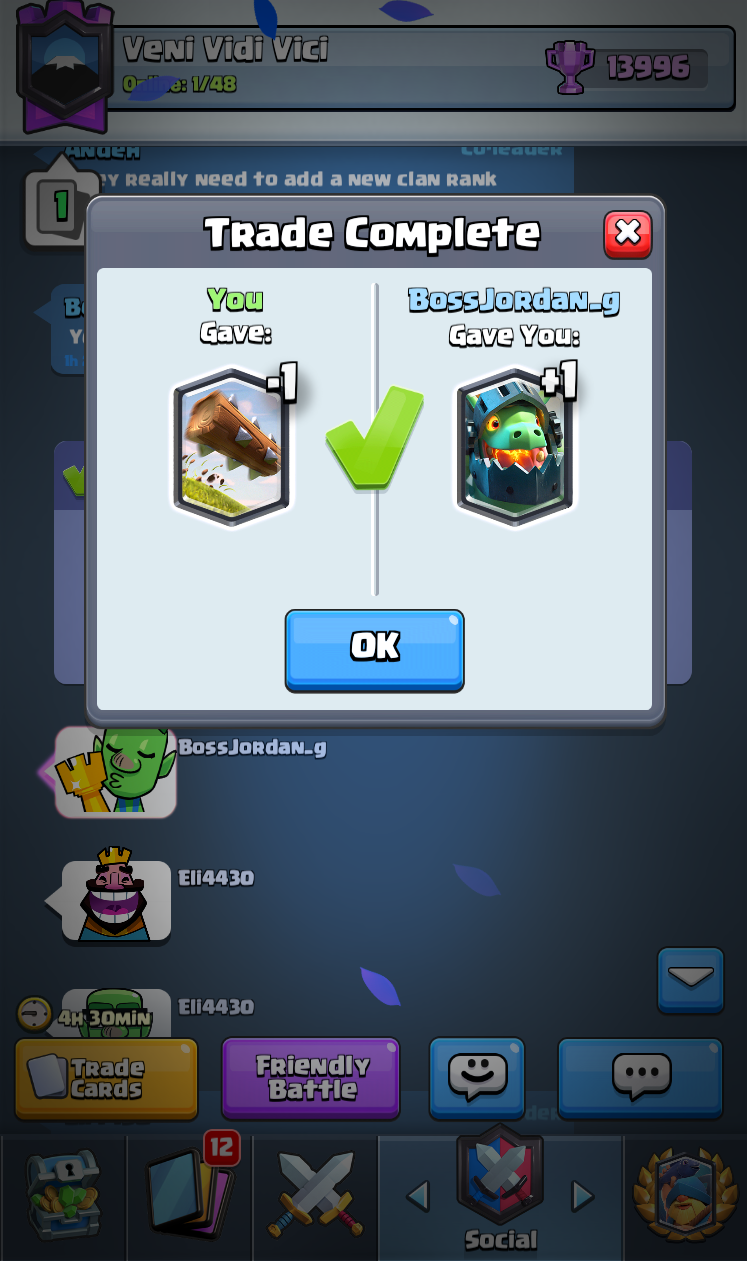 Veni Vidi Vici
Online: 1/48
13996
Ander
Co-leader
ey really need to add a new clan rank
1
Trade Complete
You
Gave:
-1
BossJordan_g
Gave You:
+1
OK
BossJordan_g
Eli4430
Eli4430
4h 30min
Trade
Cards
Friendly
Battle
12
Social